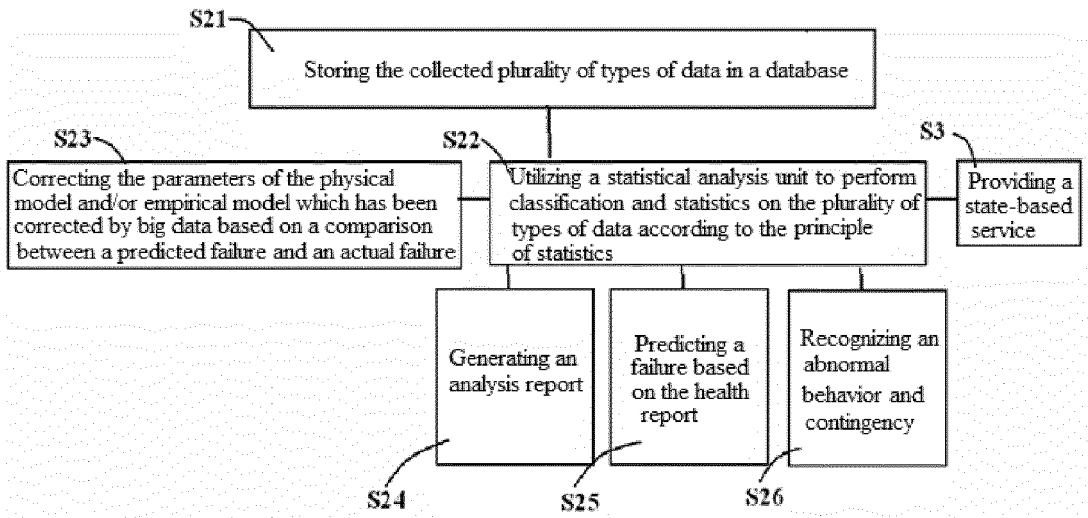 S21
Storing the collected plurality of types of data in a database
S23
Correcting the parameters of the physical
model and/or empirical model which has been
corrected by big data based on a comparison
between a predicted failure and an actual failure
S22
Utilizing a statistical analysis unit to perform
classification and statistics on the plurality of
types of data according to the principle
of statistics
S3
Providing a
state-based
service
Generating an
analysis report
S24
Predicting a
failure based
on the health
report
S25
Recognizing an
abnormal
behavior and
contingency
S26